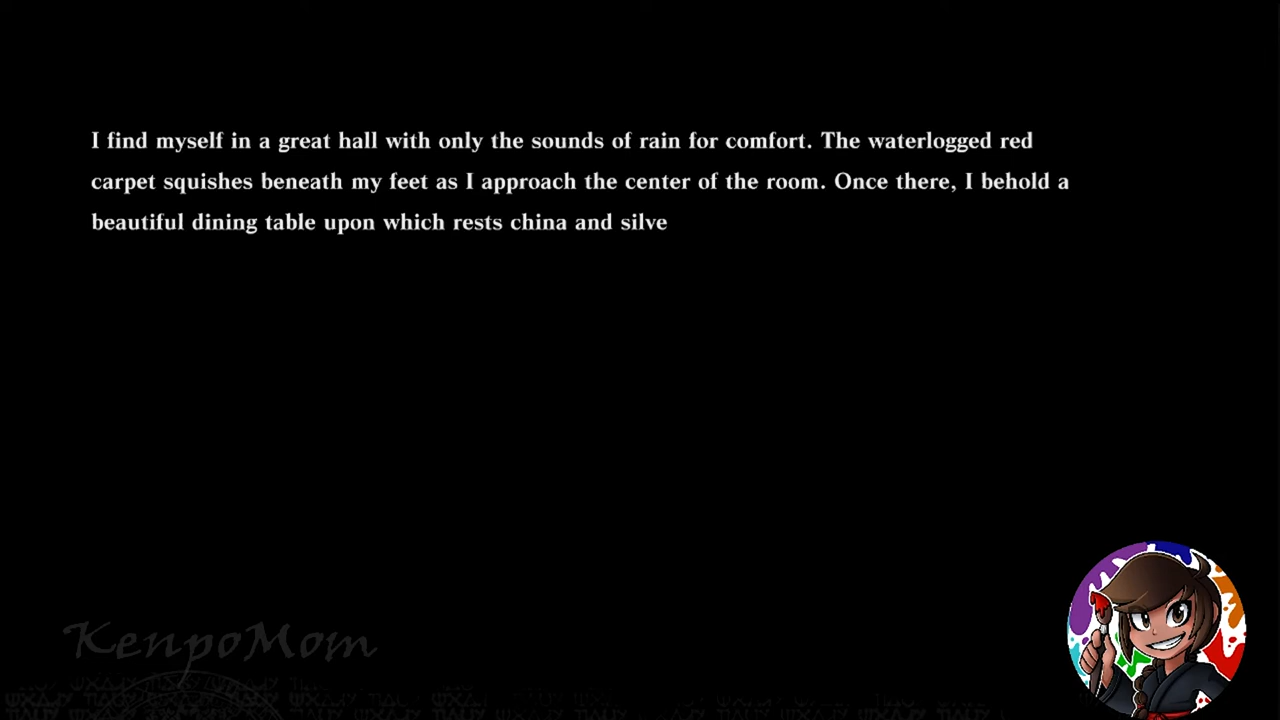 I find myself in a great hall with only the sounds of rain for comfort. The waterlogged red
carpet squishes beneath my feet as I approach the center of the room. Once there, I behold a
beautiful dining table upon which rests china and silve
KenpoMom